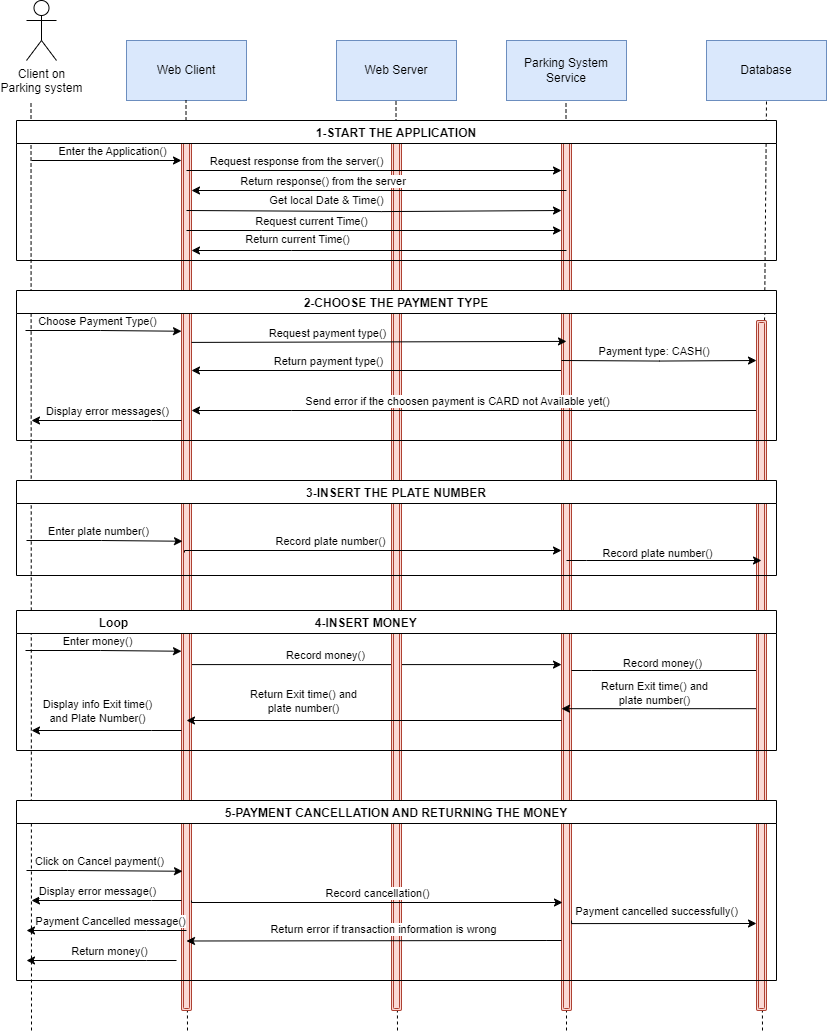 Client on
Parking system
Web Client
Web Server
Parking System
Service
Database
1-START THE APPLICATION
Enter the Application()
Request response from the server()
Return response() from the server
Get local Date & Time()
Request current Time()
Return current Time()
2-CHOOSE THE PAYMENT TYPE
Choose Payment Type()
Request payment type()
Payment type: CASH()
Return payment type()
Send error if the choosen payment is CARD not Available yet()
Display error messages()
3-INSERT THE PLATE NUMBER
Enter plate number()
Record plate number()
Record plate number()
Loop
4-INSERT MONEY
Enter money()
Record money()
Record money()
Return Exit time() and
plate number()
Return Exit time() and
plate number()
Display info Exit time()
and Plate Number()
5-PAYMENT CANCELLATION AND RETURNING THE MONEY
Click on Cancel payment()
Display error message()
Record cancellation()
Payment cancelled successfully()
Payment Cancelled message()
Return error if transaction information is wrong
Return money()